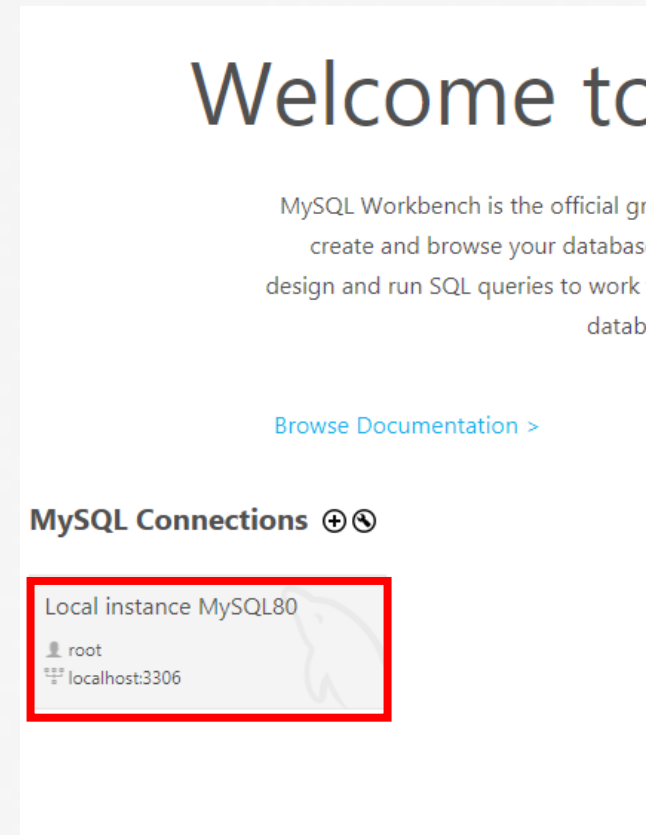 Welcome to
MySQL Workbench is the official gr
create and browse your databas
design and run SQL queries to work
datab
Browse Documentation >
MySQL Connections
Local instance MySQL80
root
localhost:3306